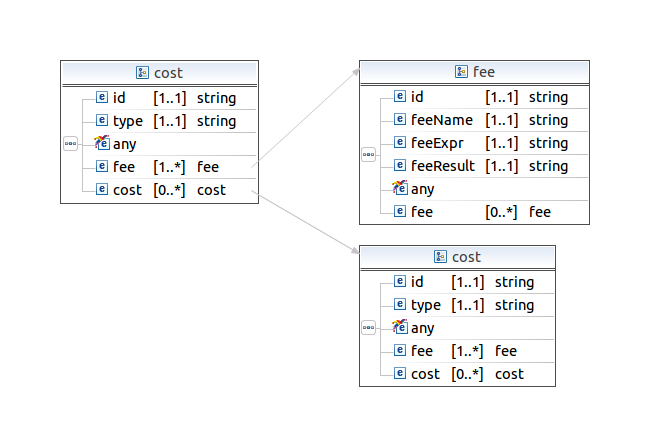 cost
id [1..1] string
type [1..1] string
any
fee [1..*] fee
cost [0..*] cost
fee
id [1..1] string
feeName [1..1] string
feeExpr [1..1] string
feeResult [1..1] string
any
fee [0..*] fee
cost
id [1..1] string
type [1..1] string
any
fee [1..*] fee
cost [0..*] cost